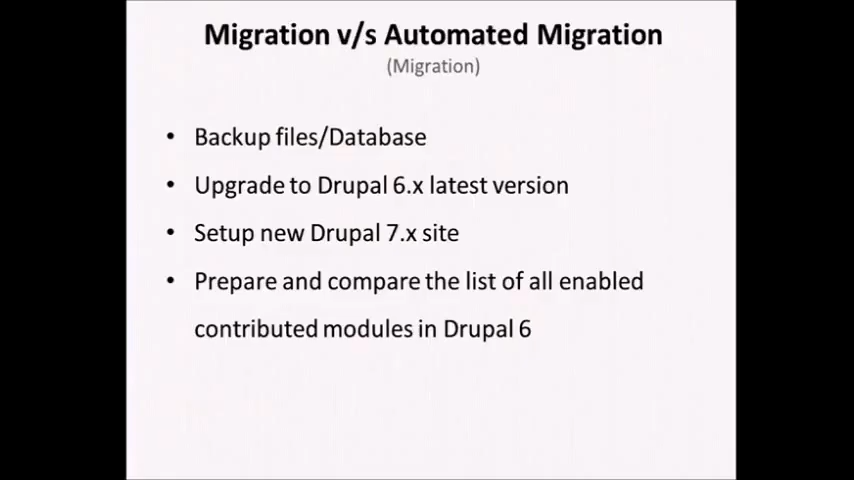 Migration v/s Automated Migration
(Migration)
• Backup files/Database
• Upgrade to Drupal 6.x latest version
• Setup new Drupal 7.x site
• Prepare and compare the list of all enabled
contributed modules in Drupal 6